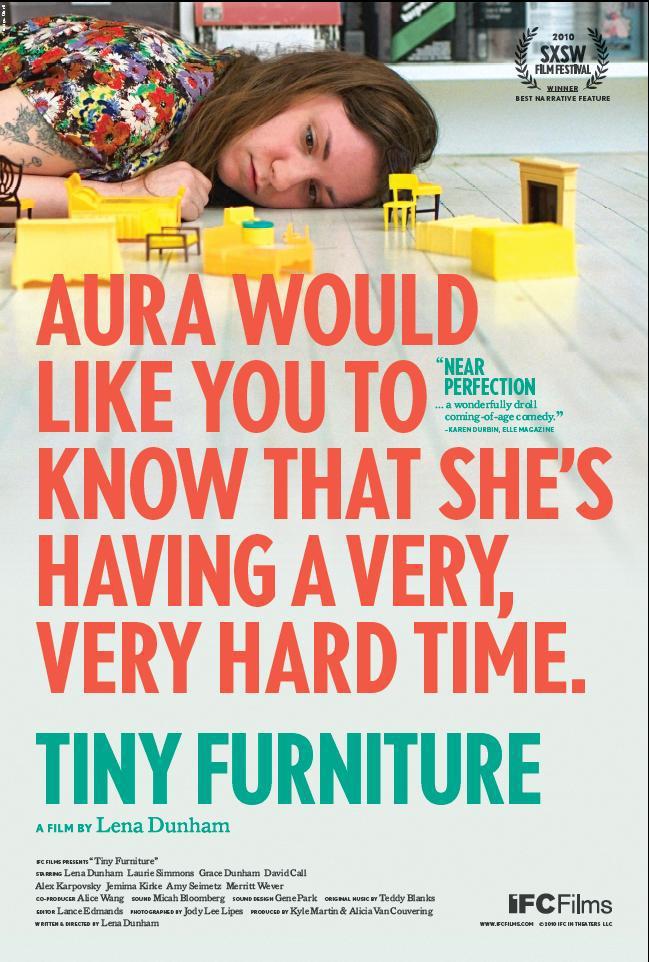 2010
SXSW
FILM FESTIVAL
WINNER
BEST NARRATIVE FEATURE
AURA WOULD
LIKE YOU TO
"NEAR
PERFECTION
... a wonderfully droll
coming-of-age comedy."
-KAREN DURBIN, ELLE MAGAZINE
KNOW THAT SHE'S
HAVING A VERY,
VERY HARD TIME.
TINY FURNITURE
A FILM BY Lena Dunham
IFC FILMS PRESENTS "Tiny Furniture"
STARRING Lena Dunham Laurie Simmons Grace Dunham David Call
Alex Karpovsky Jemima Kirke Amy Seimetz Merritt Wever
CO-PRODUCER Alice Wang SOUND Micah Bloomberg SOUND DESIGN Gene Park ORIGINAL MUSIC BY Teddy Blanks
EDITOR Lance Edmands PHOTOGRAPHED BY Jody Lee Lipes PRODUCED BY Kyle Martin & Alicia Van Couvering
WRITTEN & DIRECTED BY Lena Dunham
IFC Films
WWW.IFCFILMS.COM ©2010 IFC IN THEATERS LLC